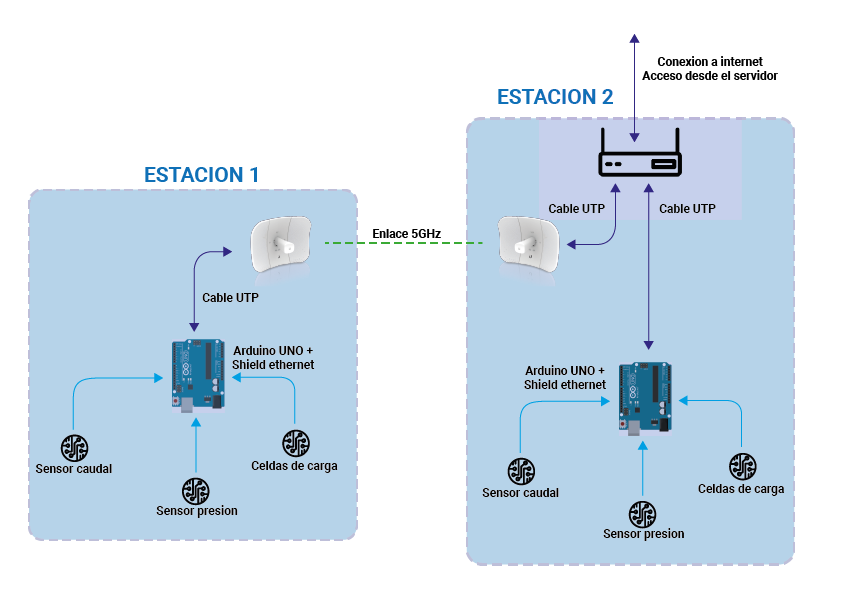 Conexion a internet
Acceso desde el servidor
ESTACION 2
ESTACION 1
Cable UTP
Cable UTP
Enlace 5GHz
Cable UTP
Arduino UNO +
Shield ethernet
Arduino UNO +
Shield ethernet
Sensor caudal
Celdas de carga
Sensor presion
Sensor caudal
Celdas de carga
Sensor presion